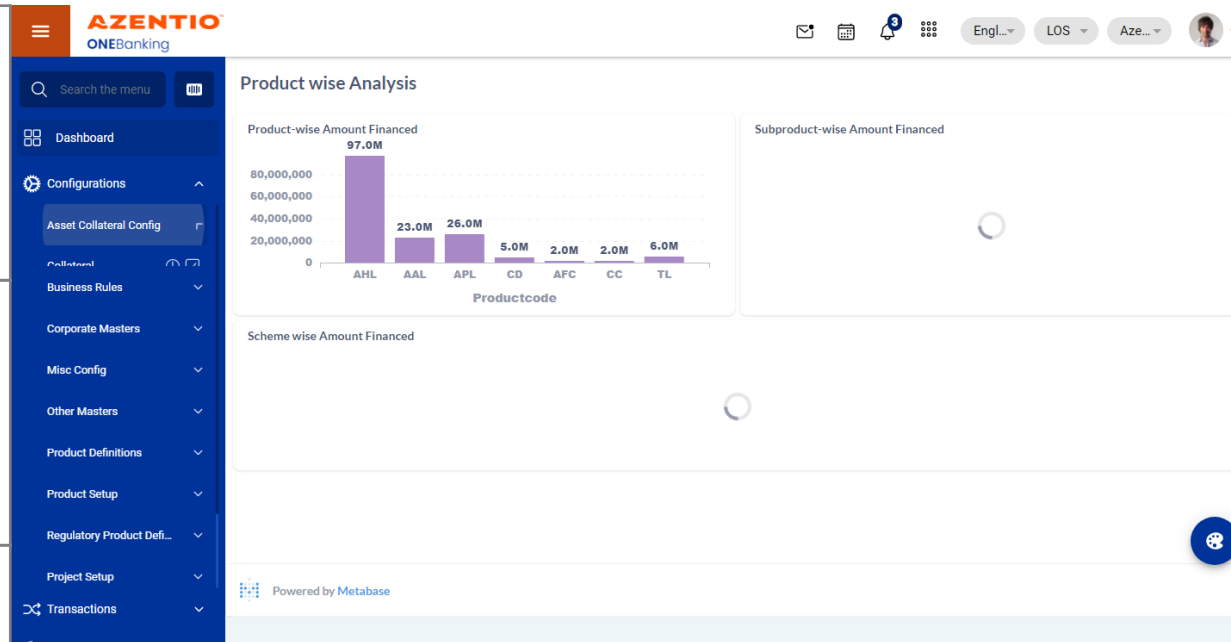 AZENTIO
ONEBanking
3
Engl...
LOS
Aze...
Search the menu
Dashboard
Configurations
Asset Collateral Config
Collateral
Business Rules
Corporate Masters
Misc Config
Other Masters
Product Definitions
Product Setup
Regulatory Product Defi...
Project Setup
Transactions
Product wise Analysis
Product-wise Amount Financed
97.0M
80,000,000
60,000,000
40,000,000
20,000,000
0
23.0M
26.0M
5.0M
2.0M
2.0M
6.0M
AHL AAL APL CD AFC CC TL
Productcode
Subproduct-wise Amount Financed
Scheme wise Amount Financed
Powered by Metabase